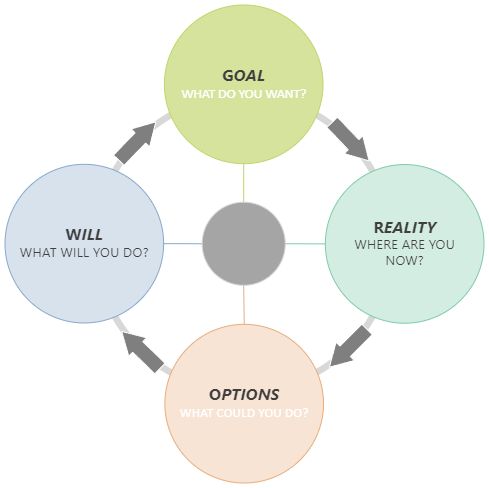 GOAL
WHAT DO YOU WANT?
REALITY
WHERE ARE YOU
NOW?
OPTIONS
WHAT COULD YOU DO?
WILL
WHAT WILL YOU DO?